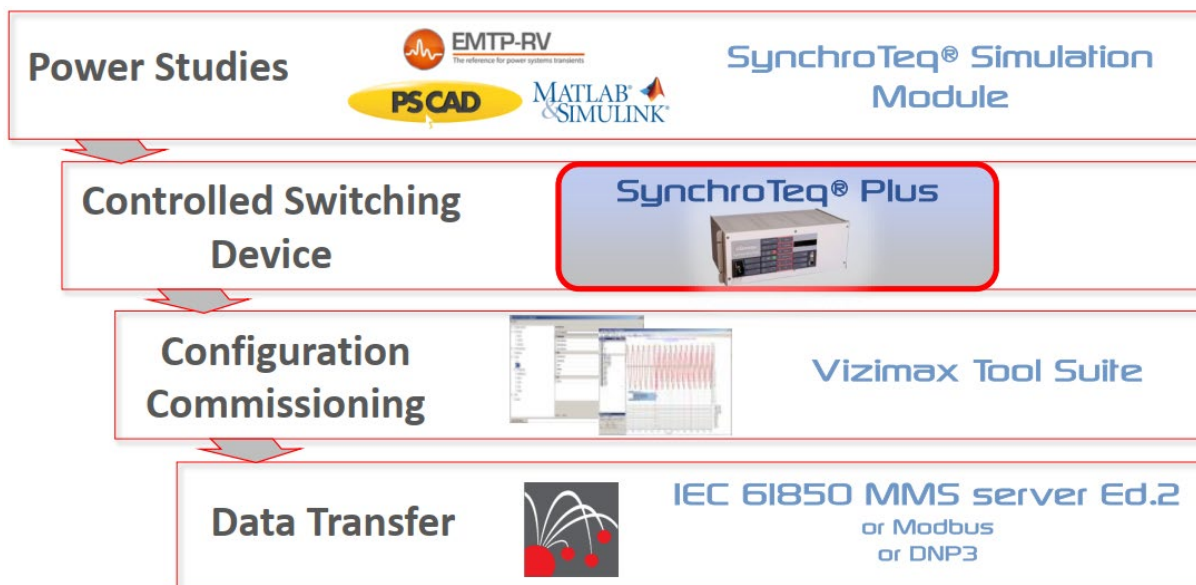 Power Studies
EMTP-RV
The reference for power systems transients
PSCAD
MATLAB®
&SIMULINK®
SynchroTeq® Simulation
Module
Controlled Switching
Device
SynchroTeq® Plus
Configuration
Commissioning
Vizimax Tool Suite
Data Transfer
IEC 61850 MMS server Ed.2
or Modbus
or DNP3